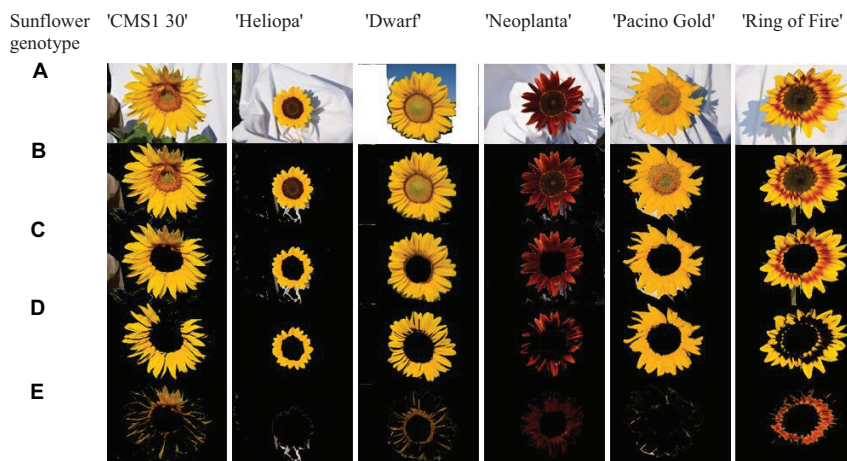 Sunflower genotype 'CMS1 30' 'Heliopa' 'Dwarf' 'Neoplanta' 'Pacino Gold' 'Ring of Fire'
A
B
C
D
E